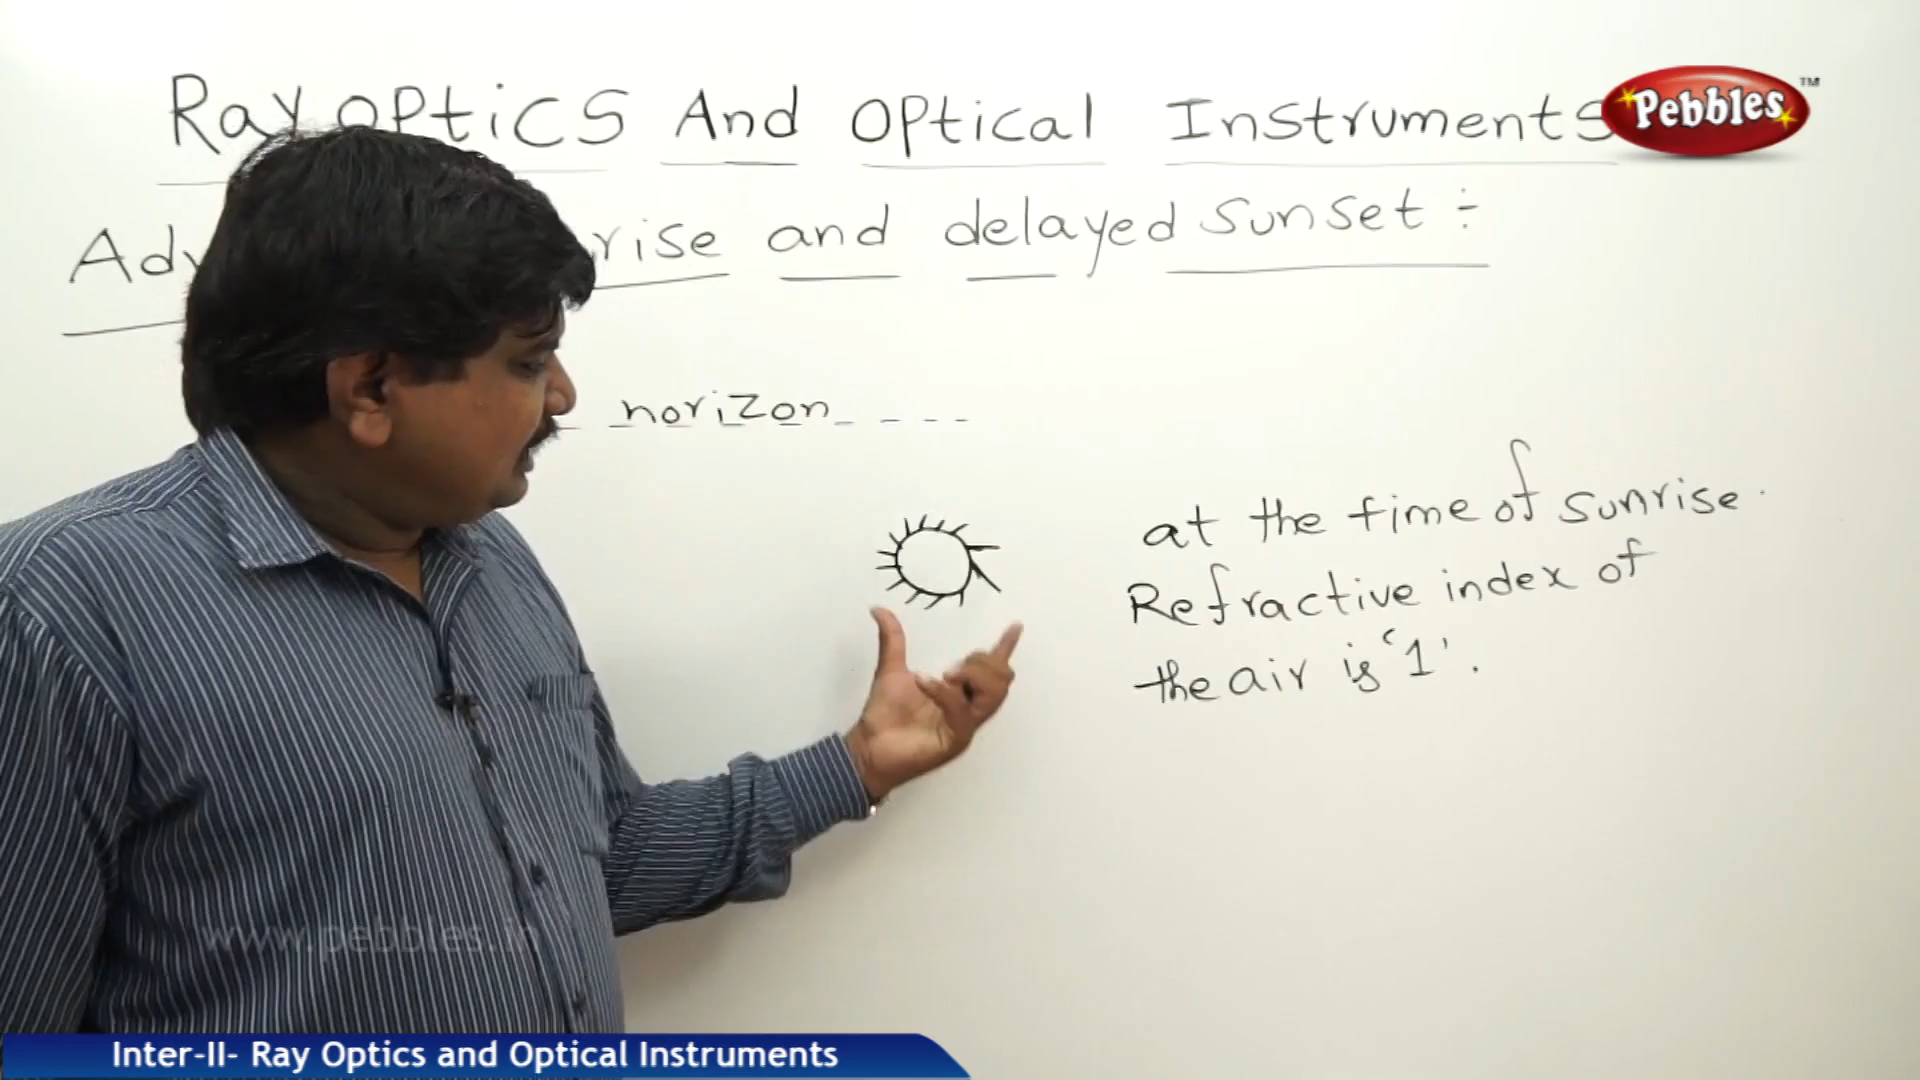 Ray Optics And Optical Instruments
Pebbles TM
rise and delayed Sunset ÷
horizon
at the time of sunrise.
Refractive index of
the air is '1'.
www.pebbles.in
Inter-II- Ray Optics and Optical Instruments